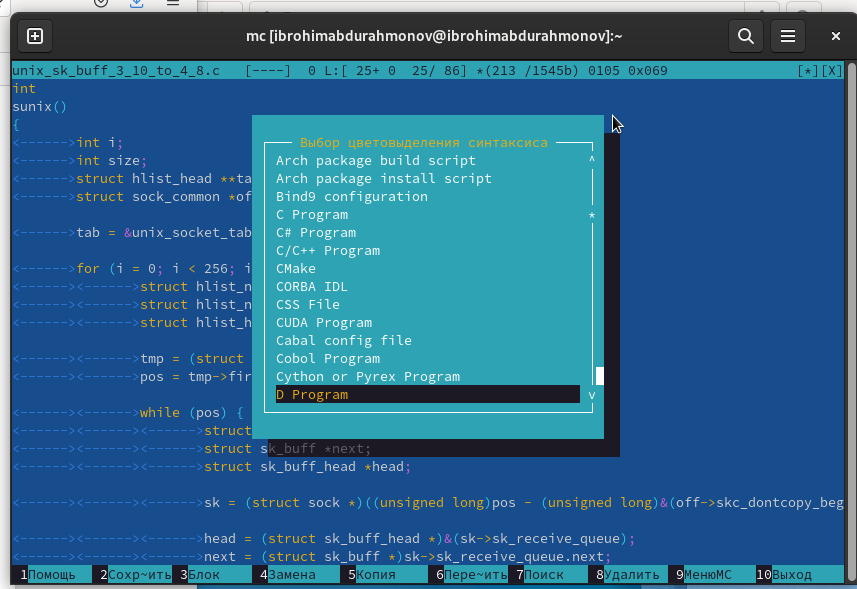 mc [ibrohimabdurahmonov@ibrohimabdurahmonov]:~
unix_sk_buff_3_10_to_4_8.c [----] 0 L:[ 25+ 0 25/ 86] *(213 /1545b) 0105 0x069 [*][X]
int
sunix()
{
<------>int i;
<------>int size;
<------>struct hlist_head **ta
<------>struct sock_common *of
<------>tab = &unix_socket_tab
<------>for (i = 0; i < 256; i
<------><------>struct hlist_n
<------><------>struct hlist_n
<------><------>struct hlist_h
<------><------>tmp = (struct
<------><------>pos = tmp->fir
<------><------>while (pos) {
<------><------><------>struct
<------><------><------>struct sk_buff *next;
<------><------><------>struct sk_buff_head *head;
<------><------><------>sk = (struct sock *)((unsigned long)pos - (unsigned long)&(off->skc_dontcopy_beg
<------><------><------>head = (struct sk_buff_head *)&(sk->sk_receive_queue);
<------><------><------>next = (struct sk_buff *)sk->sk_receive_queue.next;
Выбор цветовыделения синтаксиса
Arch package build script ^
Arch package install script
Bind9 configuration
C Program *
C# Program
C/C++ Program
CMake
CORBA IDL
CSS File
CUDA Program
Cabal config file
Cobol Program
Cython or Pyrex Program
D Program v
1Помощь 2Сохр~ить 3Блок 4Замена 5Копия 6Пере~ить 7Поиск 8Удалить 9МенюMC 10Выход